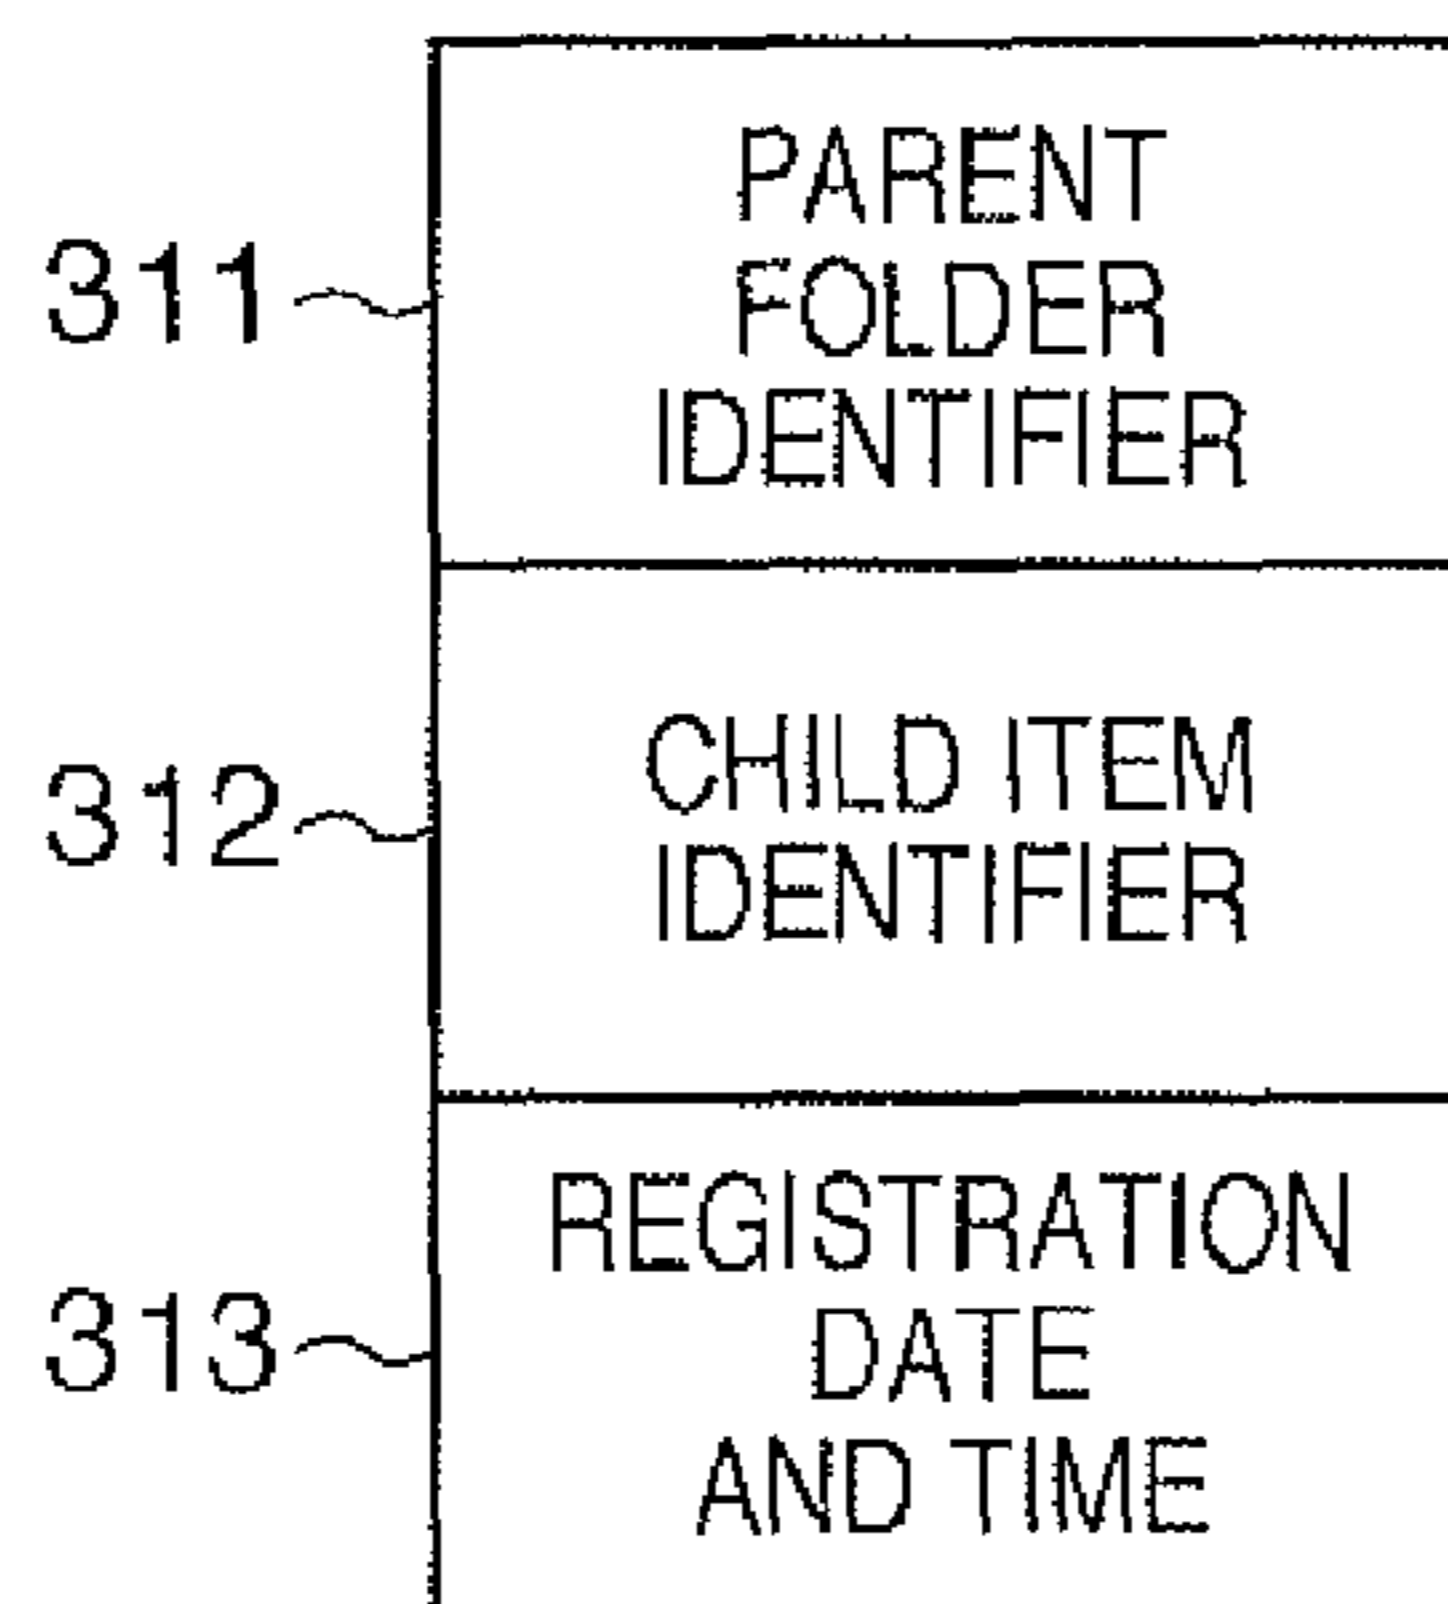 311
PARENT
FOLDER
IDENTIFIER
312
CHILD ITEM
IDENTIFIER
313
REGISTRATION
DATE
AND TIME